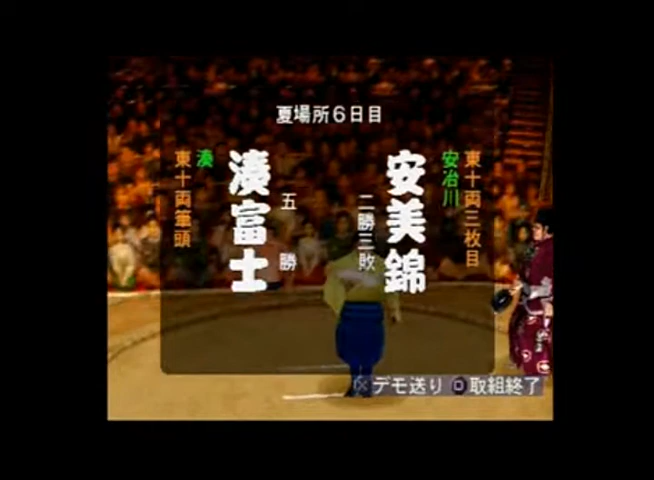 夏場所6日目
東十両三枚目
安治川
安美錦
二勝三敗
五勝
湊富士
湊
東十両筆頭
デモ送り 取組終了